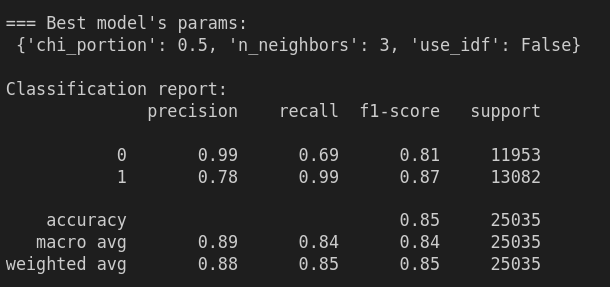 === Best model's params:
{'chi_portion': 0.5, 'n_neighbors': 3, 'use_idf': False}
Classification report:
precision recall f1-score support
0 0.99 0.69 0.81 11953
1 0.78 0.99 0.87 13082
accuracy 0.85 25035
macro avg 0.89 0.84 0.84 25035
weighted avg 0.88 0.85 0.85 25035